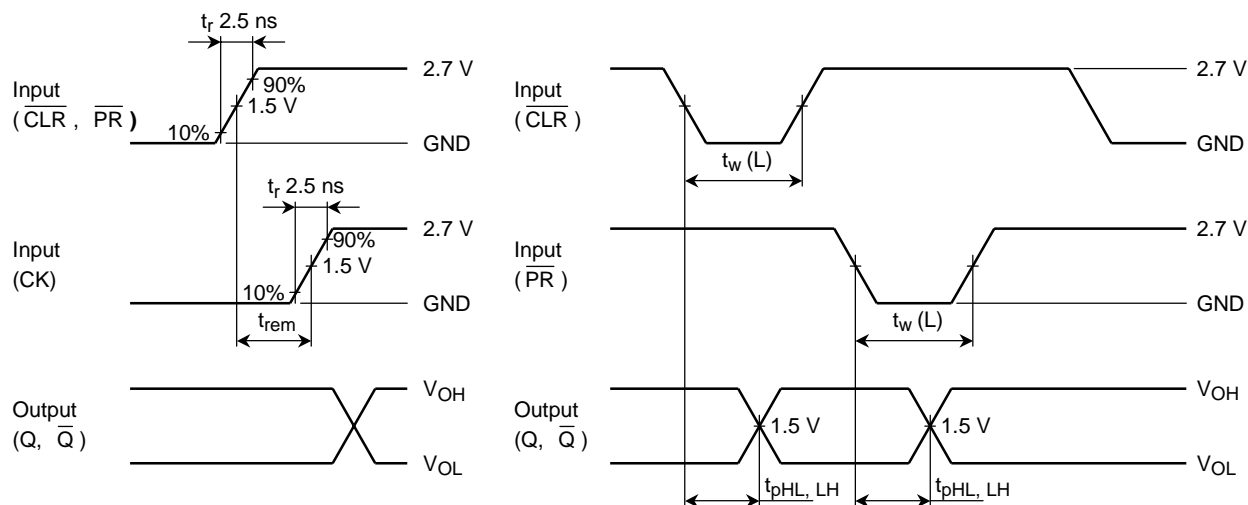 tr 2.5 ns
Input
(CLR, PR)
10%
90%
1.5 V
2.7 V
GND
tr 2.5 ns
Input
(CK)
10%
90%
1.5 V
2.7 V
GND
trem
Output
(Q, Q)
VOH
VOL
Input
(CLR)
2.7 V
GND
tw (L)
Input
(PR)
2.7 V
GND
tw (L)
Output
(Q, Q)
1.5 V
1.5 V
VOH
VOL
tpHL, LH
tpHL, LH